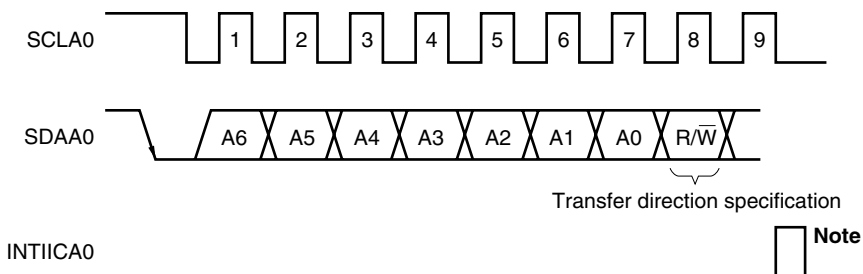 SCLA0 1 2 3 4 5 6 7 8 9
SDAA0 A6 A5 A4 A3 A2 A1 A0 R/W̅
Transfer direction specification
Note
INTIICA0